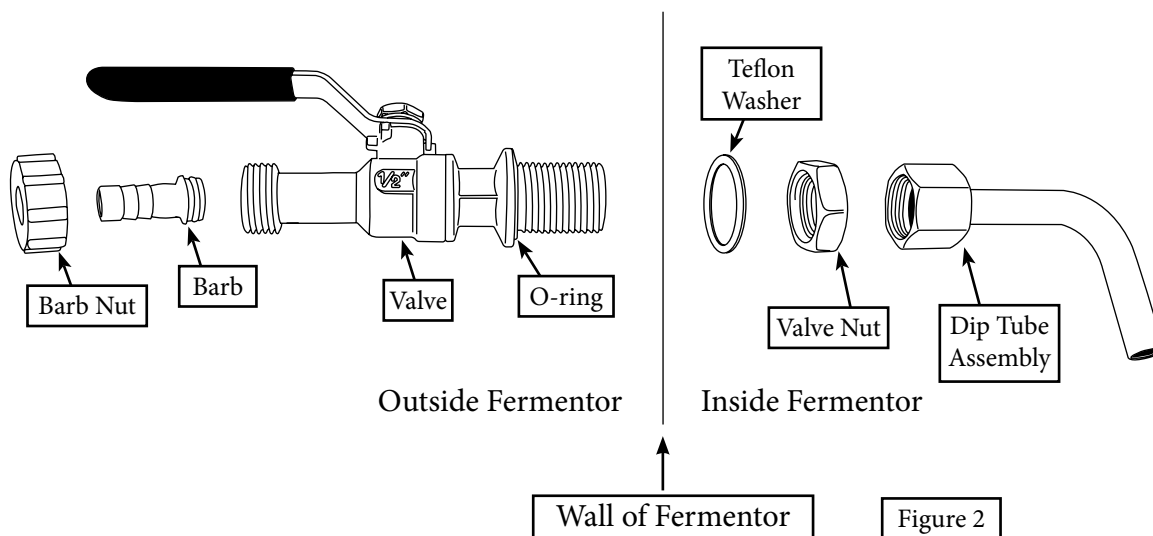 Teflon
Washer
1/2"
Barb Nut
Barb
Valve
O-ring
Valve Nut
Dip Tube
Assembly
Outside Fermentor
Inside Fermentor
Wall of Fermentor
Figure 2